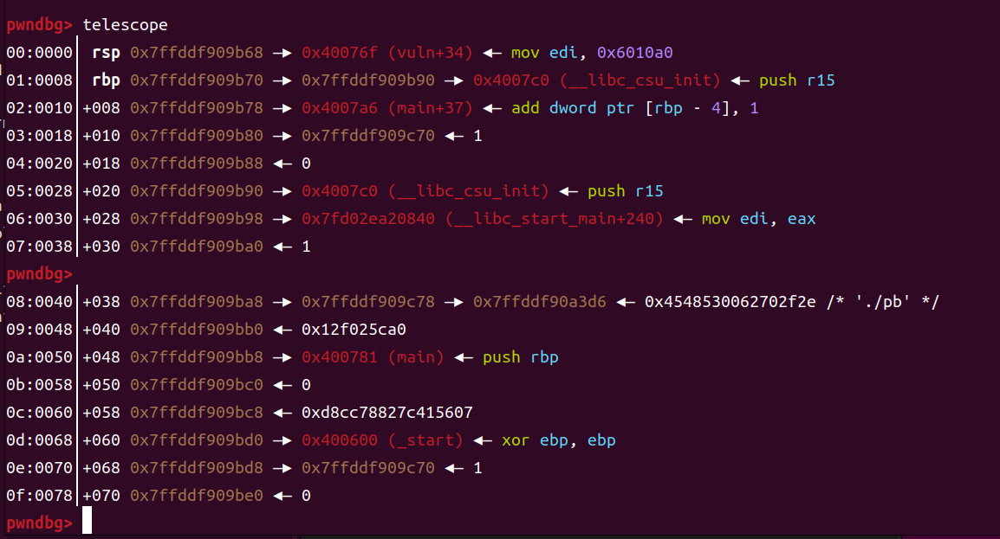 pwndbg> telescope
00:0000│ rsp 0x7ffddf909b68 —▸ 0x40076f (vuln+34) ◂— mov edi, 0x6010a0
01:0008│ rbp 0x7ffddf909b70 —▸ 0x7ffddf909b90 —▸ 0x4007c0 (__libc_csu_init) ◂— push r15
02:0010│+008 0x7ffddf909b78 —▸ 0x4007a6 (main+37) ◂— add dword ptr [rbp - 4], 1
03:0018│+010 0x7ffddf909b80 —▸ 0x7ffddf909c70 ◂— 1
04:0020│+018 0x7ffddf909b88 ◂— 0
05:0028│+020 0x7ffddf909b90 —▸ 0x4007c0 (__libc_csu_init) ◂— push r15
06:0030│+028 0x7ffddf909b98 —▸ 0x7fd02ea20840 (__libc_start_main+240) ◂— mov edi, eax
07:0038│+030 0x7ffddf909ba0 ◂— 1
pwndbg>
08:0040│+038 0x7ffddf909ba8 —▸ 0x7ffddf909c78 —▸ 0x7ffddf90a3d6 ◂— 0x4548530062702f2e /* './pb' */
09:0048│+040 0x7ffddf909bb0 ◂— 0x12f025ca0
0a:0050│+048 0x7ffddf909bb8 —▸ 0x400781 (main) ◂— push rbp
0b:0058│+050 0x7ffddf909bc0 ◂— 0
0c:0060│+058 0x7ffddf909bc8 ◂— 0xd8cc78827c415607
0d:0068│+060 0x7ffddf909bd0 —▸ 0x400600 (_start) ◂— xor ebp, ebp
0e:0070│+068 0x7ffddf909bd8 —▸ 0x7ffddf909c70 ◂— 1
0f:0078│+070 0x7ffddf909be0 ◂— 0
pwndbg>